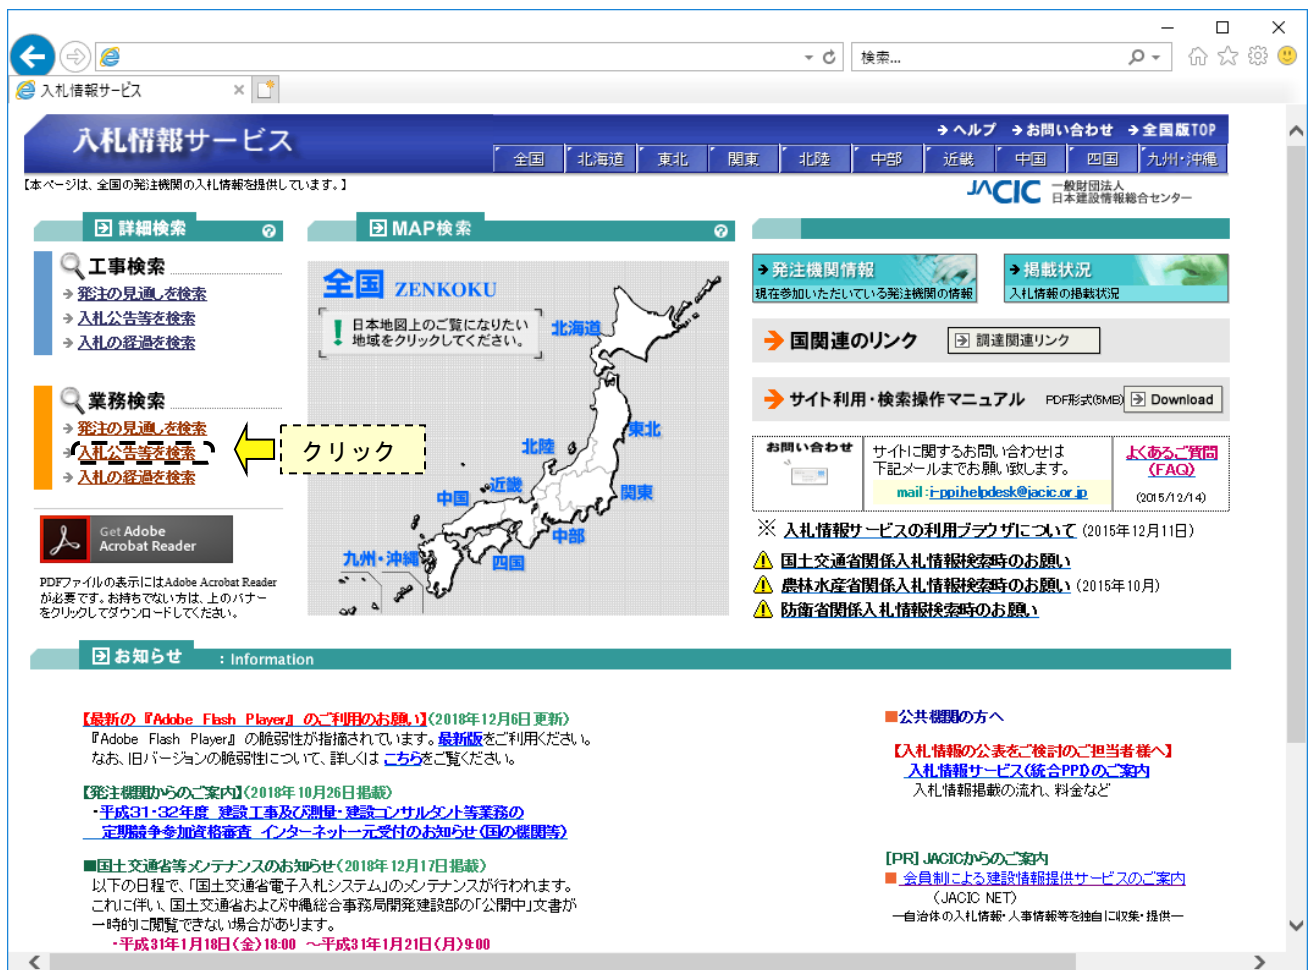 検索...
入札情報サービス
入札情報サービス
ヘルプ
お問い合わせ
全国版TOP
全国
北海道
東北
関東
北陸
中部
近畿
中国
四国
九州・沖縄
【本ページは、全国の発注機関の入札情報を提供しています。】
JACIC 一般財団法人
日本建設情報総合センター
詳細検索
工事検索
発注の見通しを検索
入札公告等を検索
入札の経過を検索
業務検索
発注の見通しを検索
入札公告等を検索
入札の経過を検索
クリック
Get Adobe
Acrobat Reader
PDFファイルの表示にはAdobe Acrobat Reader
が必要です。お持ちでない方は、上のバナー
をクリックしてダウンロードしてください。
MAP検索
全国 ZENKOKU
日本地図上のご覧になりたい
地域をクリックしてください。
北海道
東北
北陸
関東
近畿
中国
中部
四国
九州・沖縄
発注機関情報
現在参加いただいている発注機関の情報
掲載状況
入札情報の掲載状況
国関連のリンク
調達関連リンク
サイト利用・検索操作マニュアル PDF形式(5MB) Download
お問い合わせ
サイトに関するお問い合わせは
下記メールまでお願い致します。
mail:i-ppi.helpdesk@jacic.or.jp
よくあるご質問
(FAQ)
(2015/12/14)
※ 入札情報サービスの利用ブラウザについて (2015年12月11日)
国土交通省関係入札情報検索時のお願い
農林水産省関係入札情報検索時のお願い (2015年10月)
防衛省関係入札情報検索時のお願い
お知らせ : Information
【最新の『Adobe Flash Player』のご利用のお願い】(2018年12月6日更新)
『Adobe Flash Player』の脆弱性が指摘されています。最新版をご利用ください。
なお、旧バージョンの脆弱性について、詳しくは こちらをご覧ください。
【発注機関からのご案内】(2018年10月26日掲載)
・平成31・32年度 建設工事及び測量・建設コンサルタント等業務の
定期競争参加資格審査 インターネット一元受付のお知らせ(国の機関等)
■国土交通省等メンテナンスのお知らせ(2018年12月17日掲載)
以下の日程で、「国土交通省電子入札システム」のメンテナンスが行われます。
これに伴い、国土交通省および沖縄総合事務局開発建設部の「公開中」文書が
一時的に閲覧できない場合があります。
・平成31年1月18日(金)18:00 ～平成31年1月21日(月)9:00
■公共機関の方へ
【入札情報の公表をご検討のご担当者様へ】
入札情報サービス(統合PPI)のご案内
入札情報掲載の流れ、料金など
[PR] JACICからのご案内
■ 会員制による建設情報提供サービスのご案内
(JACIC NET)
―自治体の入札情報・人事情報等を独自に収集・提供―